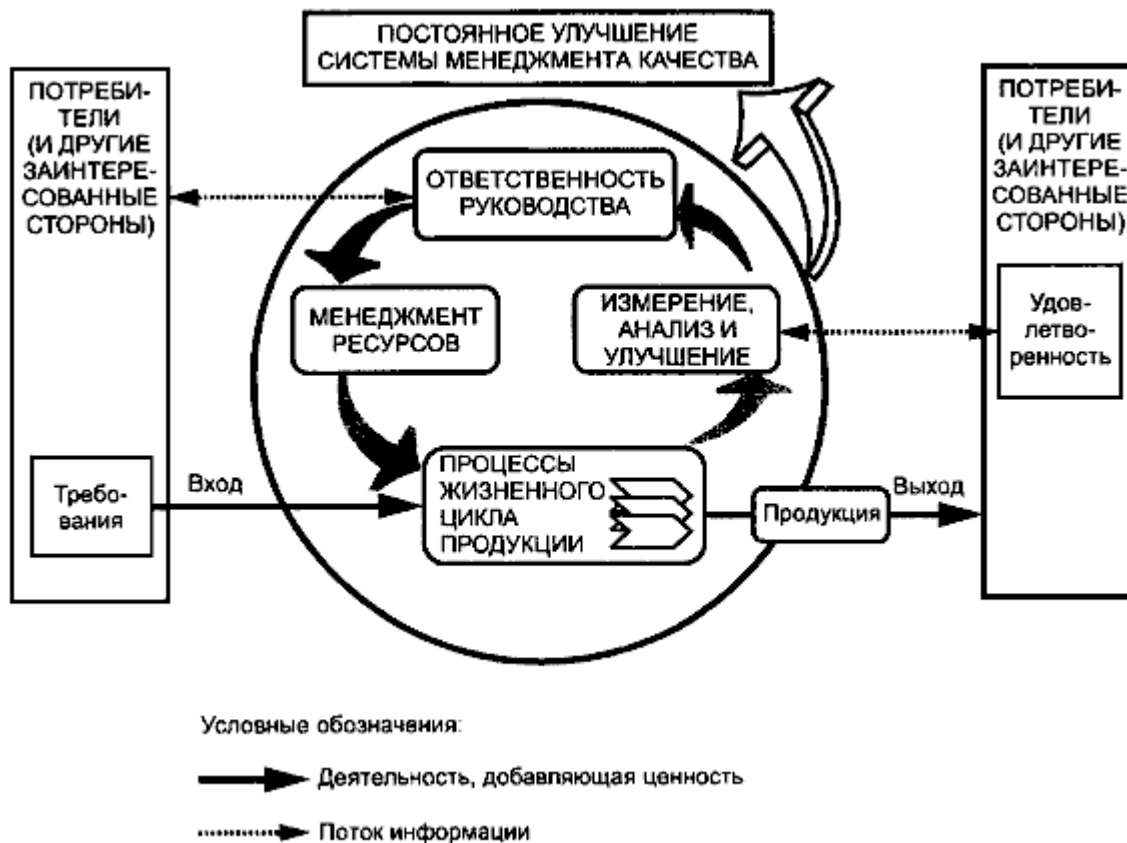 ПОСТОЯННОЕ УЛУЧШЕНИЕ
СИСТЕМЫ МЕНЕДЖМЕНТА КАЧЕСТВА
ПОТРЕБИ-
ТЕЛИ
(И ДРУГИЕ
ЗАИНТЕРЕ-
СОВАННЫЕ
СТОРОНЫ)
ОТВЕТСТВЕННОСТЬ
РУКОВОДСТВА
ПОТРЕБИ-
ТЕЛИ
(И ДРУГИЕ
ЗАИНТЕРЕ-
СОВАННЫЕ
СТОРОНЫ)
МЕНЕДЖМЕНТ
РЕСУРСОВ
ИЗМЕРЕНИЕ,
АНАЛИЗ И
УЛУЧШЕНИЕ
Удов-
летво-
ренность
Требо-
вания
Вход
ПРОЦЕССЫ
ЖИЗНЕННОГО
ЦИКЛА
ПРОДУКЦИИ
Продукция
Выход
Условные обозначения:
Деятельность, добавляющая ценность
Поток информации